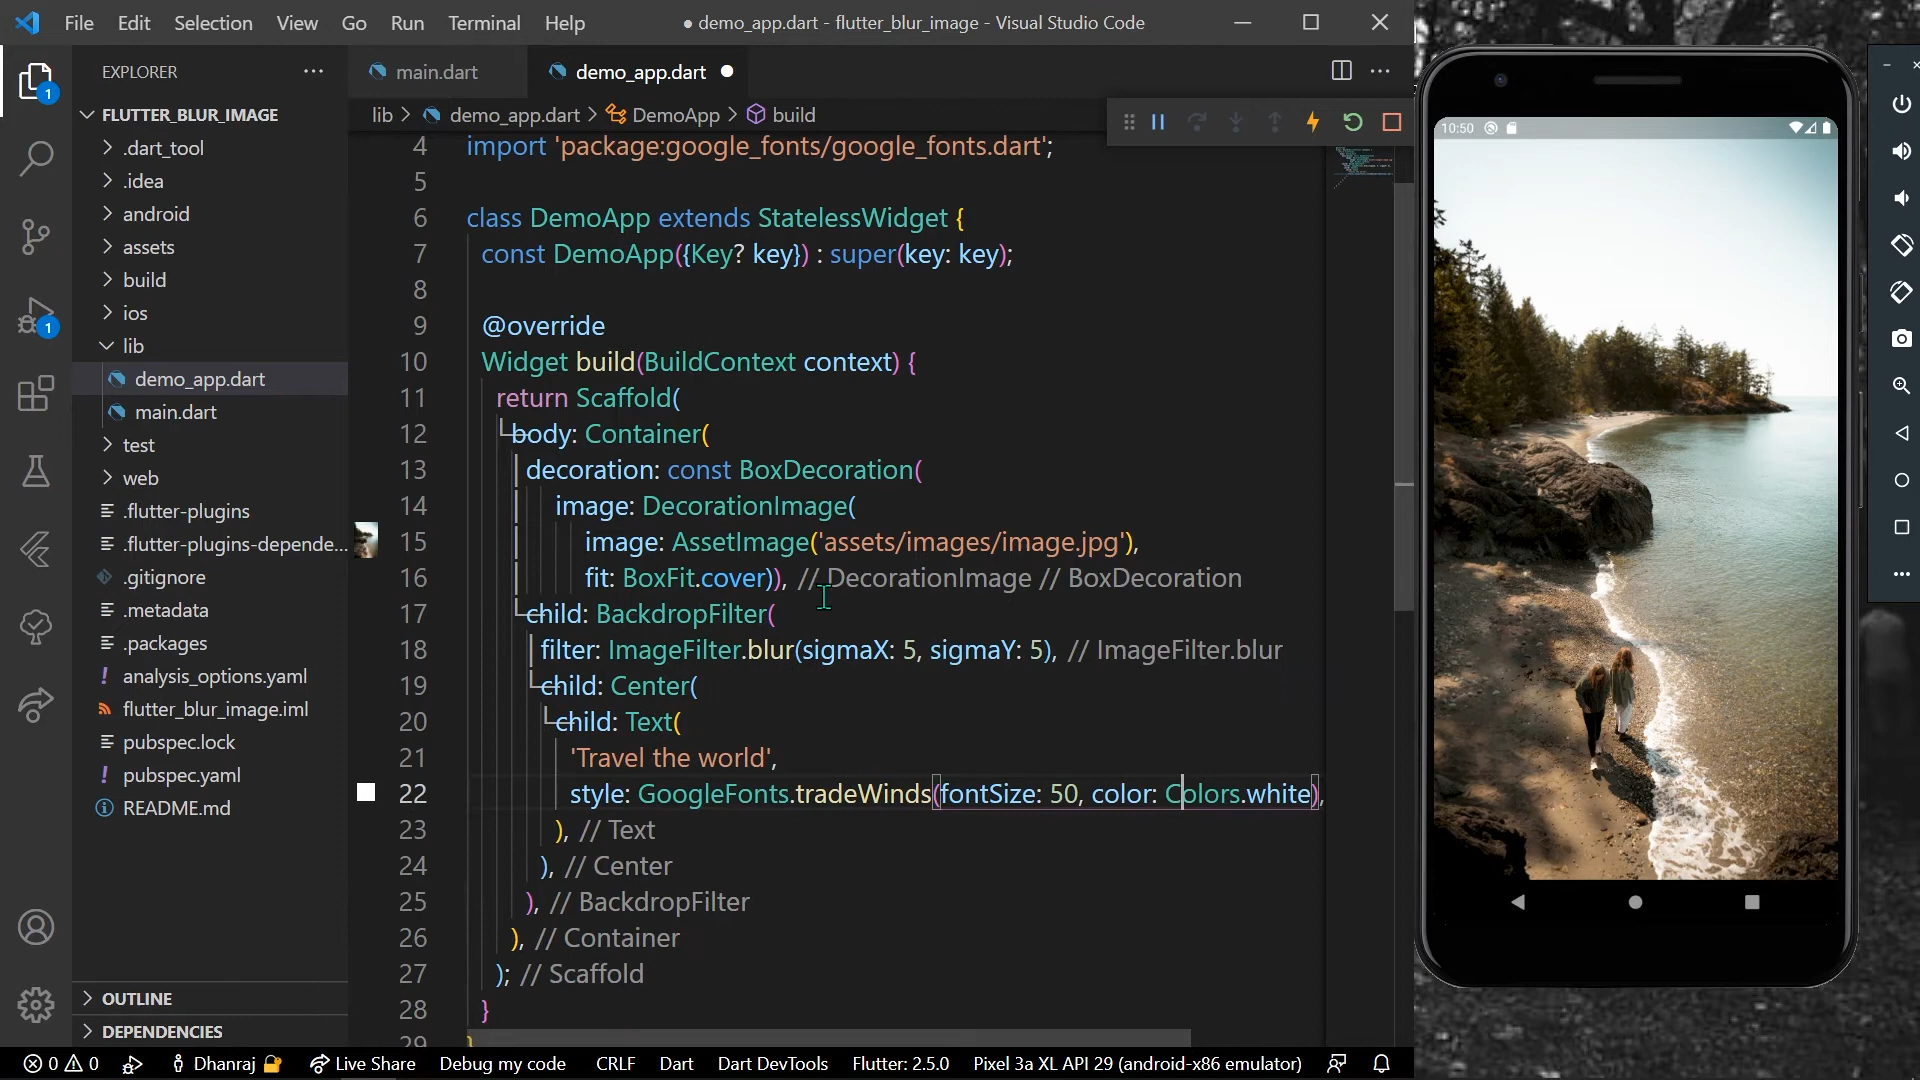 File Edit Selection View Go Run Terminal Help
● demo_app.dart - flutter_blur_image - Visual Studio Code
EXPLORER
main.dart
demo_app.dart
lib > demo_app.dart > DemoApp > build
FLUTTER_BLUR_IMAGE
.dart_tool
.idea
android
assets
build
ios
lib
demo_app.dart
main.dart
test
web
.flutter-plugins
.flutter-plugins-depende...
.gitignore
.metadata
.packages
analysis_options.yaml
flutter_blur_image.iml
pubspec.lock
pubspec.yaml
README.md
OUTLINE
DEPENDENCIES
1
1
4 import 'package:google_fonts/google_fonts.dart';
5
6 class DemoApp extends StatelessWidget {
7 const DemoApp({Key? key}) : super(key: key);
8
9 @override
10 Widget build(BuildContext context) {
11 return Scaffold(
12 body: Container(
13 decoration: const BoxDecoration(
14 image: DecorationImage(
15 image: AssetImage('assets/images/image.jpg'),
16 fit: BoxFit.cover)), // DecorationImage // BoxDecoration
17 child: BackdropFilter(
18 filter: ImageFilter.blur(sigmaX: 5, sigmaY: 5), // ImageFilter.blur
19 child: Center(
20 child: Text(
21 'Travel the world',
22 style: GoogleFonts.tradeWinds(fontSize: 50, color: Colors.white),
23 ), // Text
24 ), // Center
25 ), // BackdropFilter
26 ), // Container
27 ); // Scaffold
28 }
29 }
10:50
0 0 Dhanraj Live Share Debug my code CRLF Dart Dart DevTools Flutter: 2.5.0 Pixel 3a XL API 29 (android-x86 emulator)